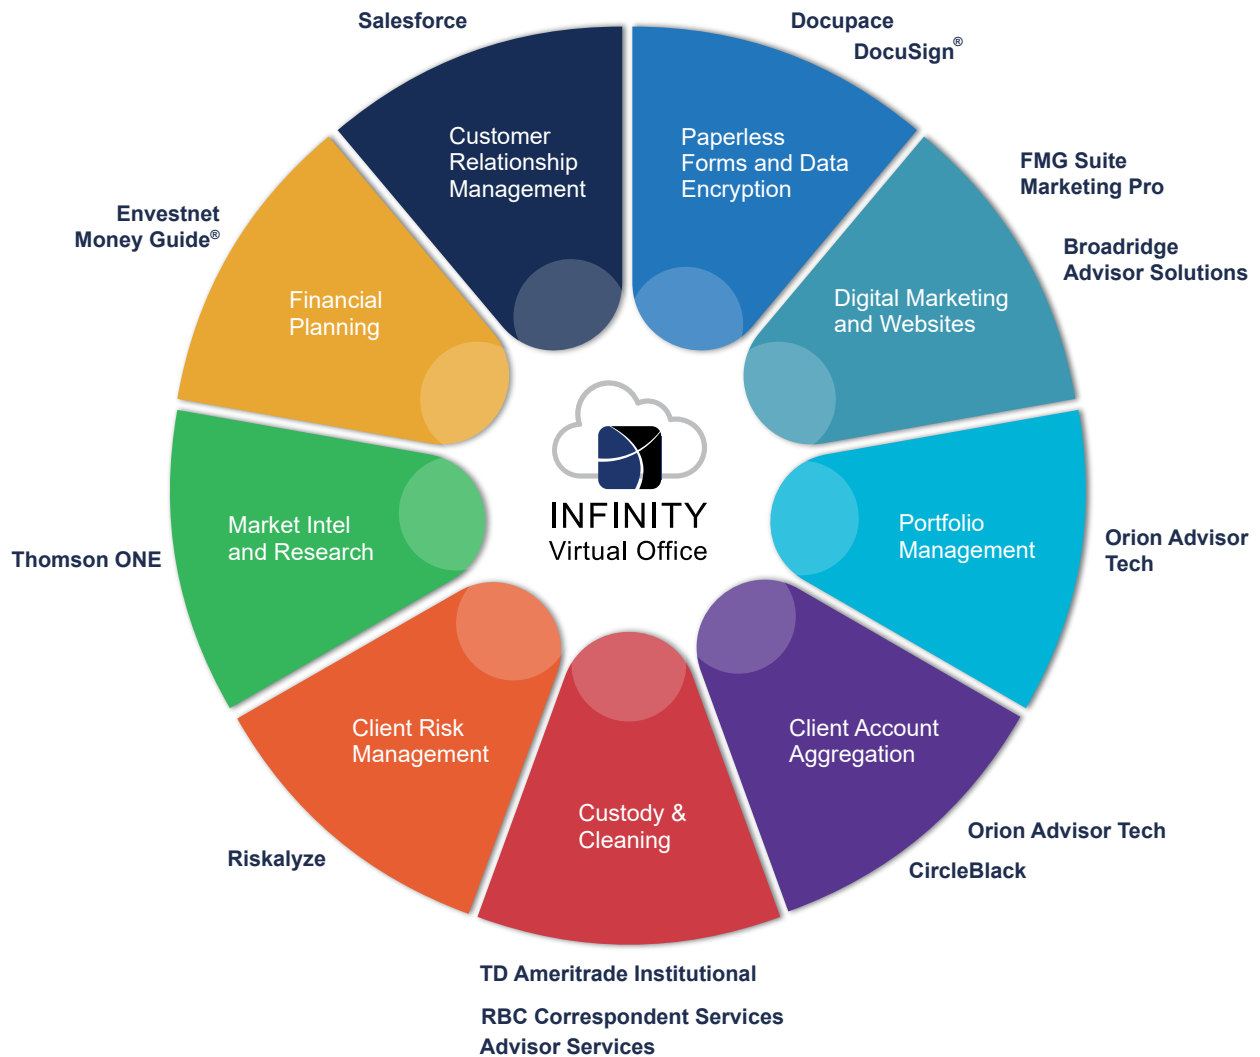 Salesforce
Docupace
DocuSign®
Customer
Relationship
Management
Paperless
Forms and Data
Encryption
FMG Suite
Marketing Pro
Broadridge
Advisor Solutions
Envestnet
Money Guide®
Financial
Planning
Digital Marketing
and Websites
INFINITY
Virtual Office
Market Intel
and Research
Thomson ONE
Portfolio
Management
Orion Advisor
Tech
Client Risk
Management
Client Account
Aggregation
Custody &
Cleaning
Riskalyze
Orion Advisor Tech
CircleBlack
TD Ameritrade Institutional
RBC Correspondent Services
Advisor Services